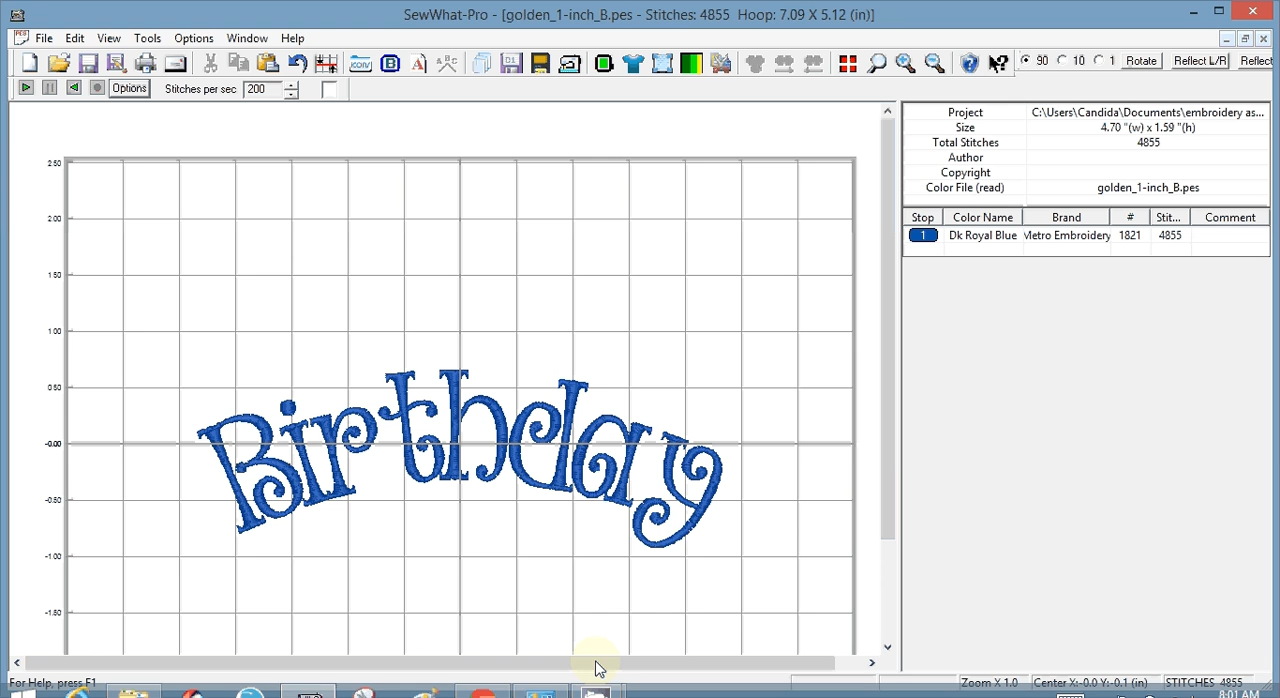 SewWhat-Pro - [golden_1-inch_B.pes - Stitches: 4855 Hoop: 7.09 X 5.12 (in)]
File Edit View Tools Options Window Help
90 10 1 Rotate Reflect L/R Reflect
Options Stitches per sec 200
Project C:\Users\Candida\Documents\embroidery as...
Size 4.70 "(w) x 1.59 "(h)
Total Stitches 4855
Author
Copyright
Color File (read) golden_1-inch_B.pes
Stop Color Name Brand # Stit... Comment
1 Dk Royal Blue Metro Embroidery 1821 4855
2.50
2.00
1.50
1.00
0.50
-0.00
-0.50
-1.00
-1.50
Birthday
For Help, press F1 Zoom X 1.0 Center X:-0.0 Y:-0.1 (in) STITCHES 4855
8:01 AM